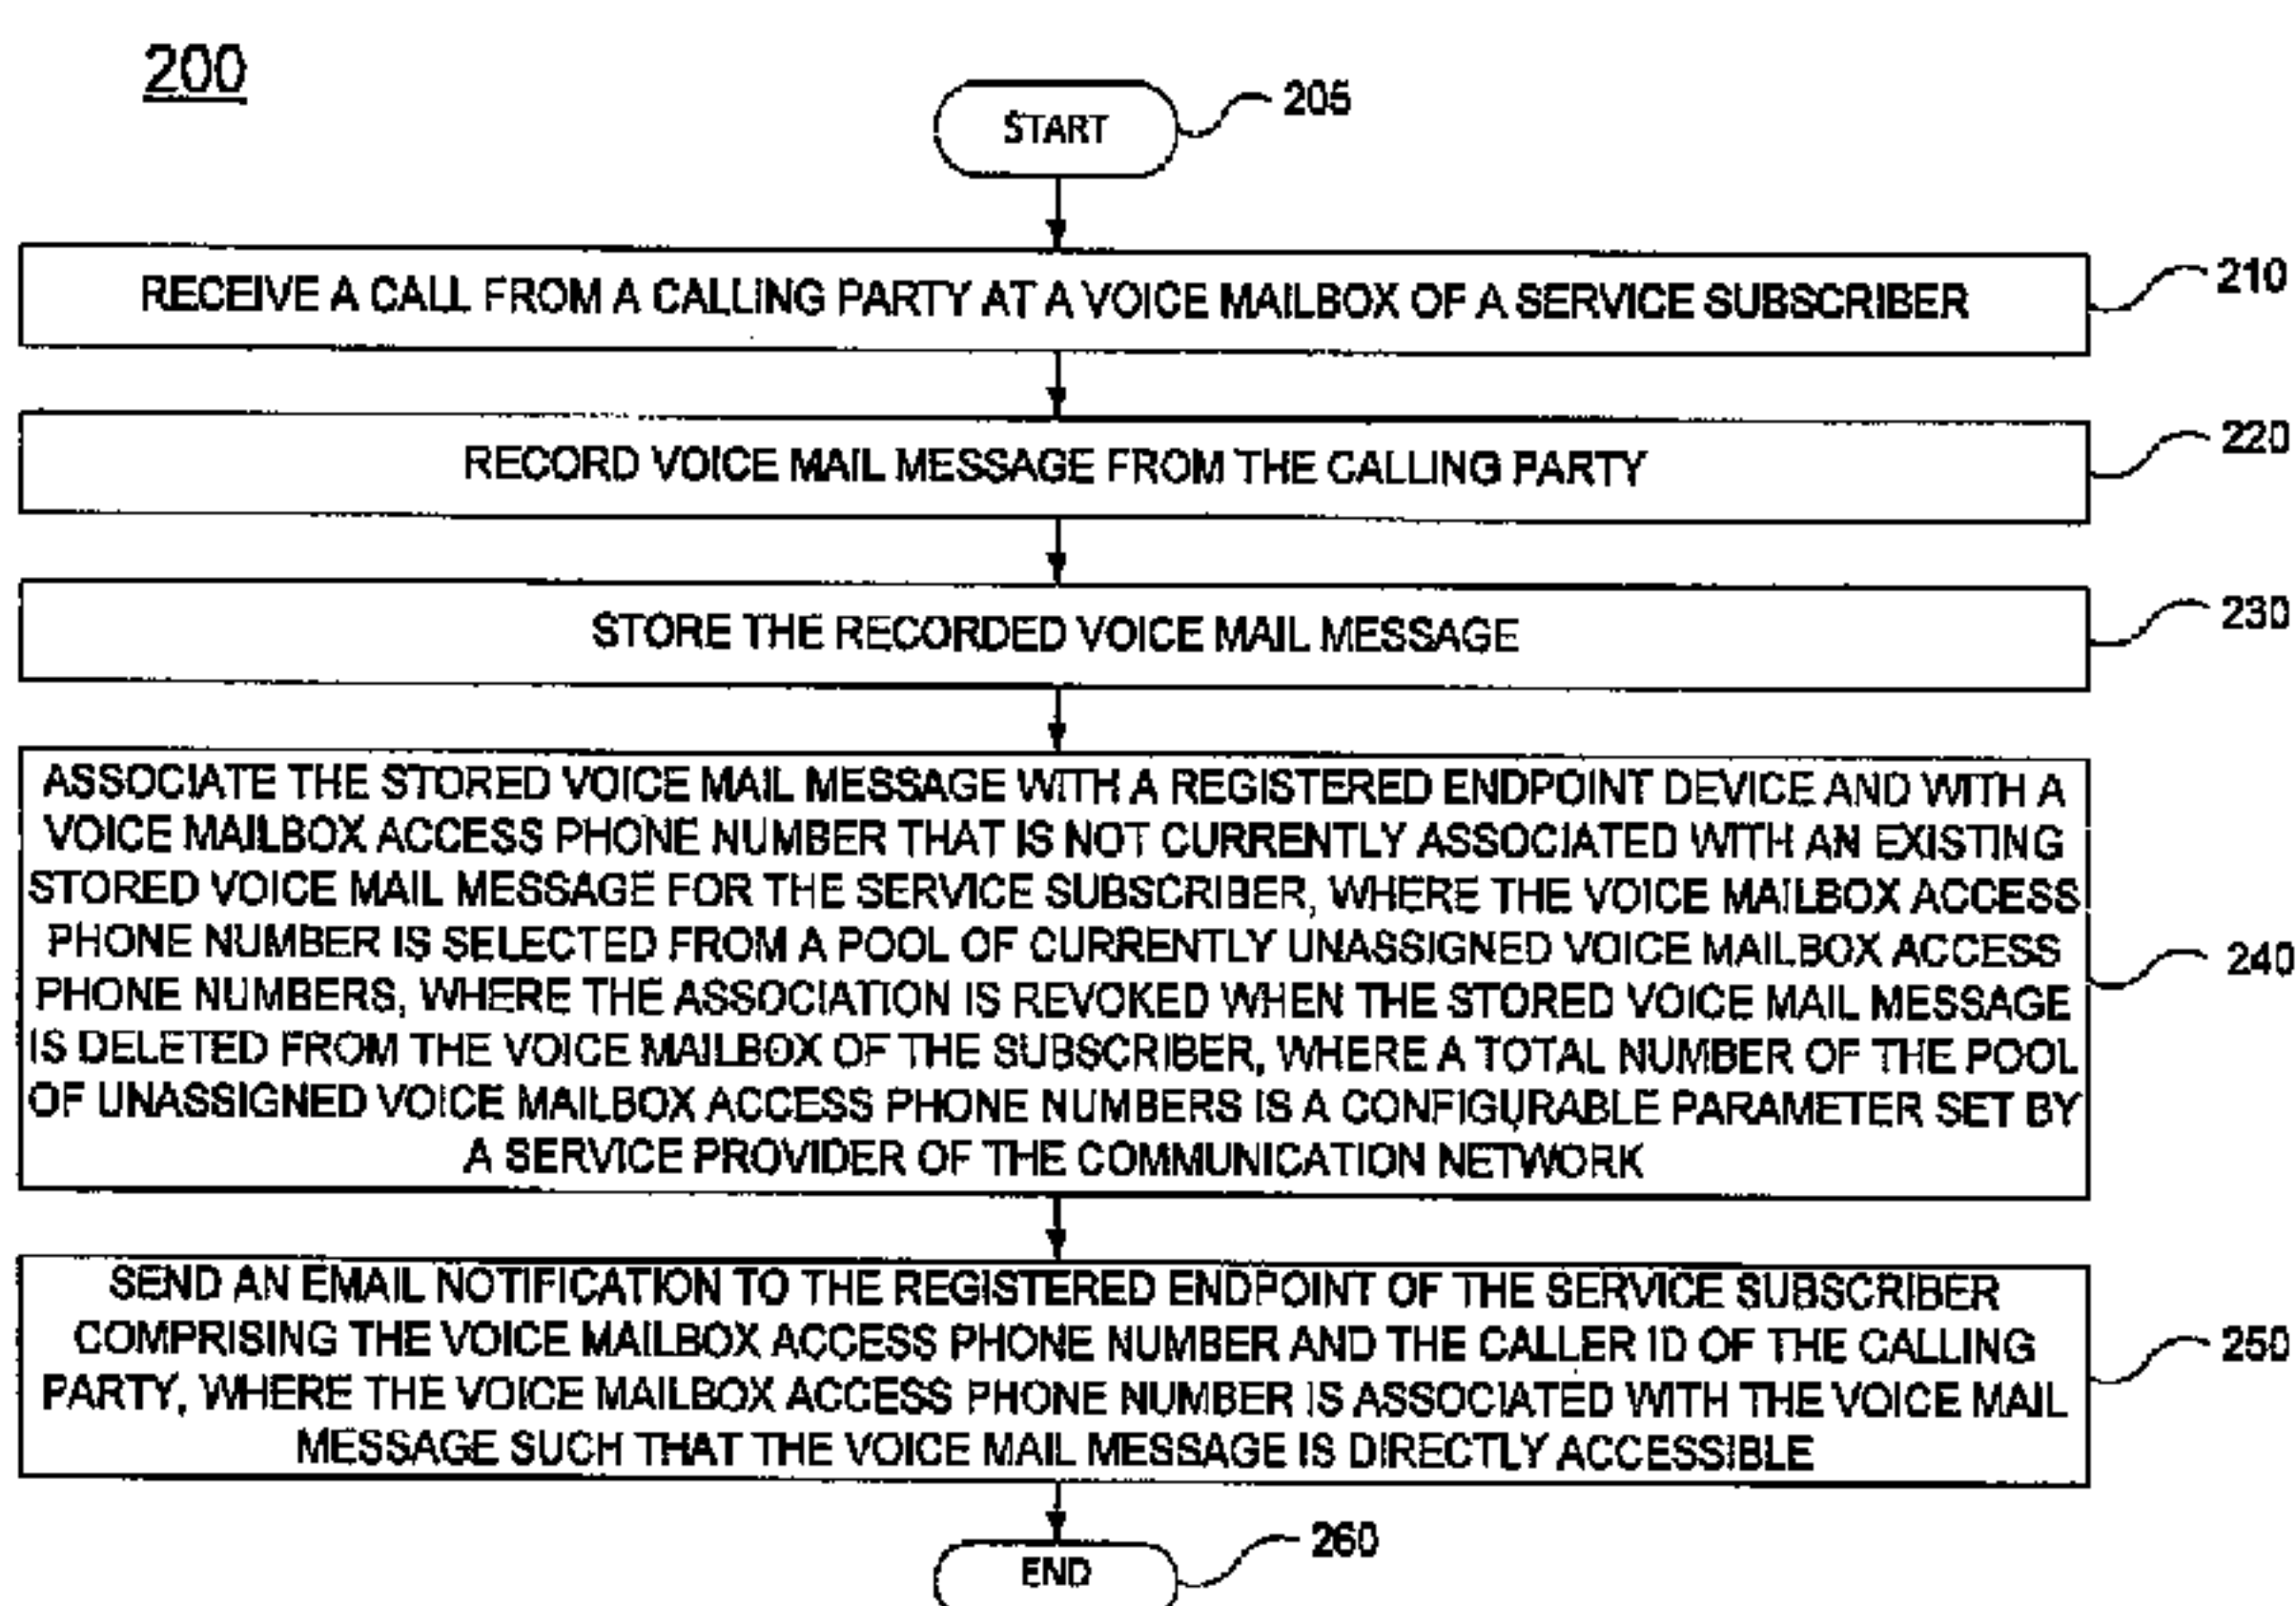 200
START
205
RECEIVE A CALL FROM A CALLING PARTY AT A VOICE MAILBOX OF A SERVICE SUBSCRIBER
210
RECORD VOICE MAIL MESSAGE FROM THE CALLING PARTY
220
STORE THE RECORDED VOICE MAIL MESSAGE
230
ASSOCIATE THE STORED VOICE MAIL MESSAGE WITH A REGISTERED ENDPOINT DEVICE AND WITH A
VOICE MAILBOX ACCESS PHONE NUMBER THAT IS NOT CURRENTLY ASSOCIATED WITH AN EXISTING
STORED VOICE MAIL MESSAGE FOR THE SERVICE SUBSCRIBER, WHERE THE VOICE MAILBOX ACCESS
PHONE NUMBER IS SELECTED FROM A POOL OF CURRENTLY UNASSIGNED VOICE MAILBOX ACCESS
PHONE NUMBERS, WHERE THE ASSOCIATION IS REVOKED WHEN THE STORED VOICE MAIL MESSAGE
IS DELETED FROM THE VOICE MAILBOX OF THE SUBSCRIBER, WHERE A TOTAL NUMBER OF THE POOL
OF UNASSIGNED VOICE MAILBOX ACCESS PHONE NUMBERS IS A CONFIGURABLE PARAMETER SET BY
A SERVICE PROVIDER OF THE COMMUNICATION NETWORK
240
SEND AN EMAIL NOTIFICATION TO THE REGISTERED ENDPOINT OF THE SERVICE SUBSCRIBER
COMPRISING THE VOICE MAILBOX ACCESS PHONE NUMBER AND THE CALLER ID OF THE CALLING
PARTY, WHERE THE VOICE MAILBOX ACCESS PHONE NUMBER IS ASSOCIATED WITH THE VOICE MAIL
MESSAGE SUCH THAT THE VOICE MAIL MESSAGE IS DIRECTLY ACCESSIBLE
250
END
260